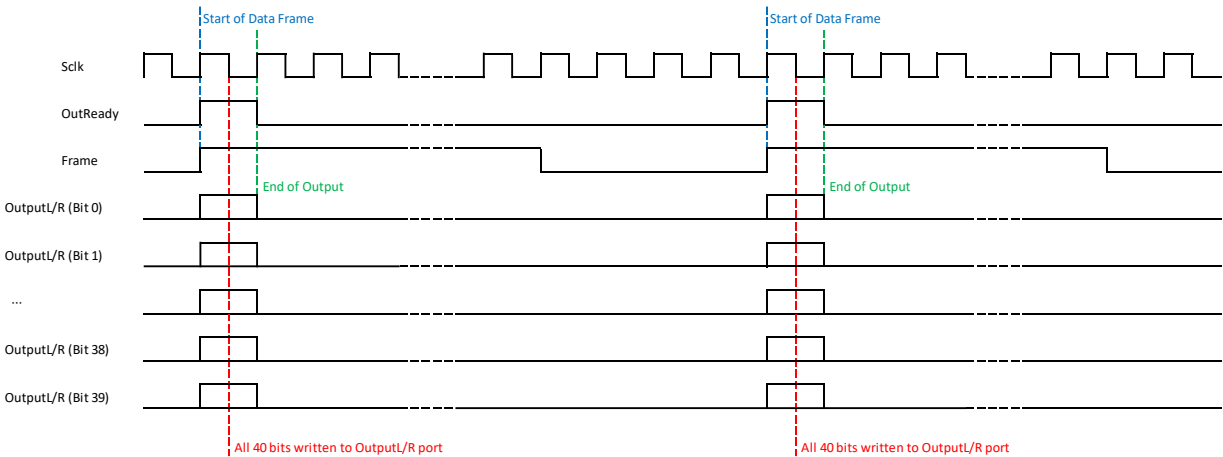 Start of Data Frame
Start of Data Frame
Sclk
OutReady
Frame
End of Output
End of Output
OutputL/R (Bit 0)
OutputL/R (Bit 1)
...
OutputL/R (Bit 38)
OutputL/R (Bit 39)
All 40 bits written to OutputL/R port
All 40 bits written to OutputL/R port